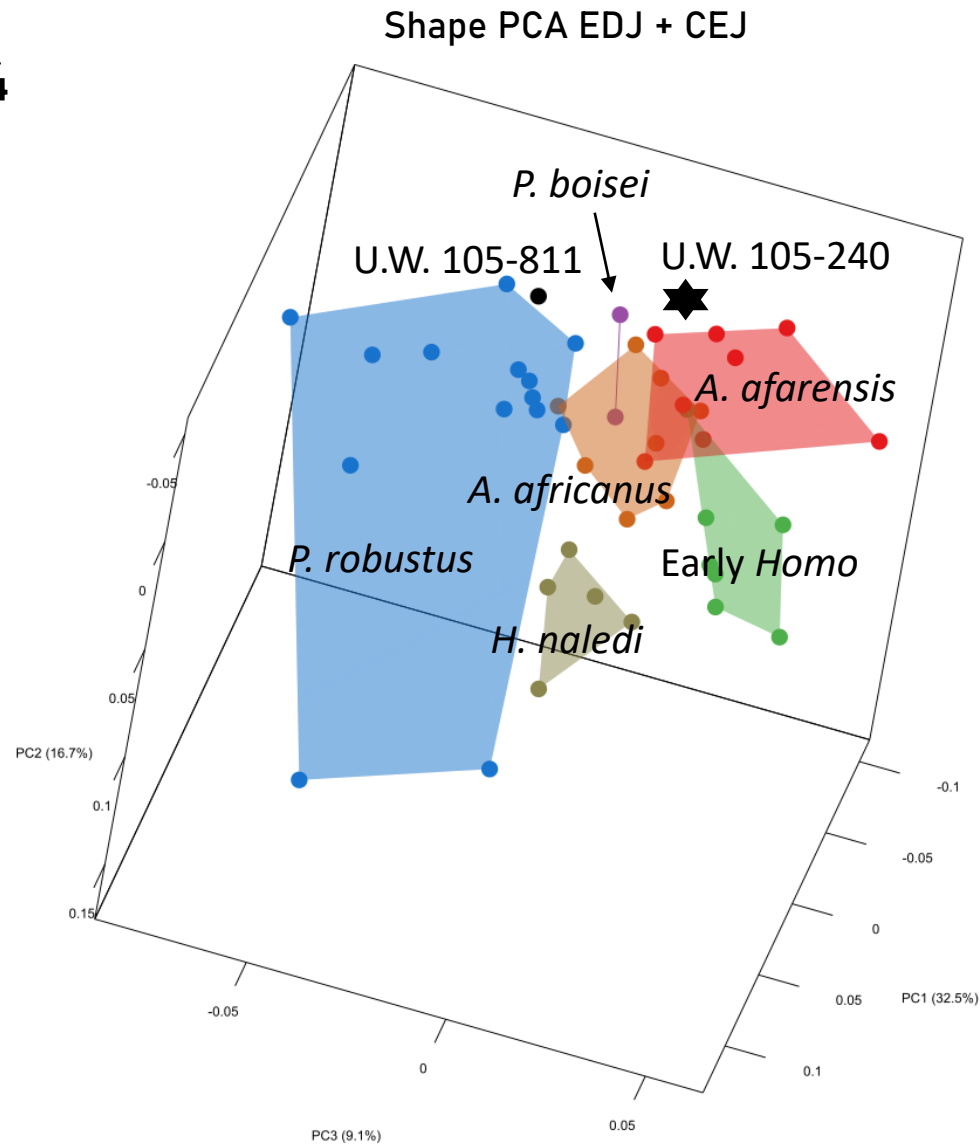 Shape PCA EDJ + CEJ
4
P. boisei
U.W. 105-811
U.W. 105-240
A. afarensis
A. africanus
P. robustus
Early Homo
H. naledi
-0.05
0
0.05
PC2 (16.7%)
0.1
0.15
-0.1
-0.05
0
0.05
PC1 (32.5%)
0.1
-0.05
0
0.05
PC3 (9.1%)